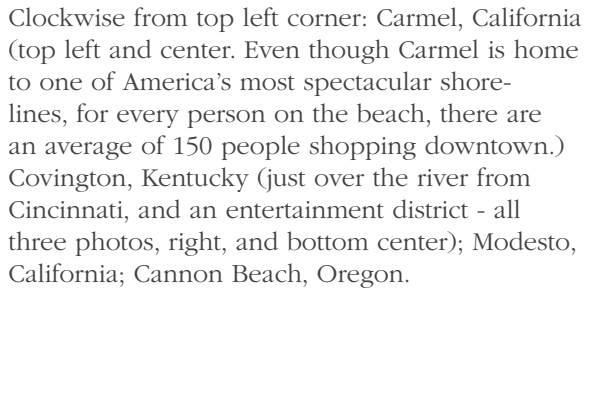 Clockwise from top left corner: Carmel, California
(top left and center. Even though Carmel is home
to one of America's most spectacular shore-
lines, for every person on the beach, there are
an average of 150 people shopping downtown.)
Covington, Kentucky (just over the river from
Cincinnati, and an entertainment district - all
three photos, right, and bottom center); Modesto,
California; Cannon Beach, Oregon.